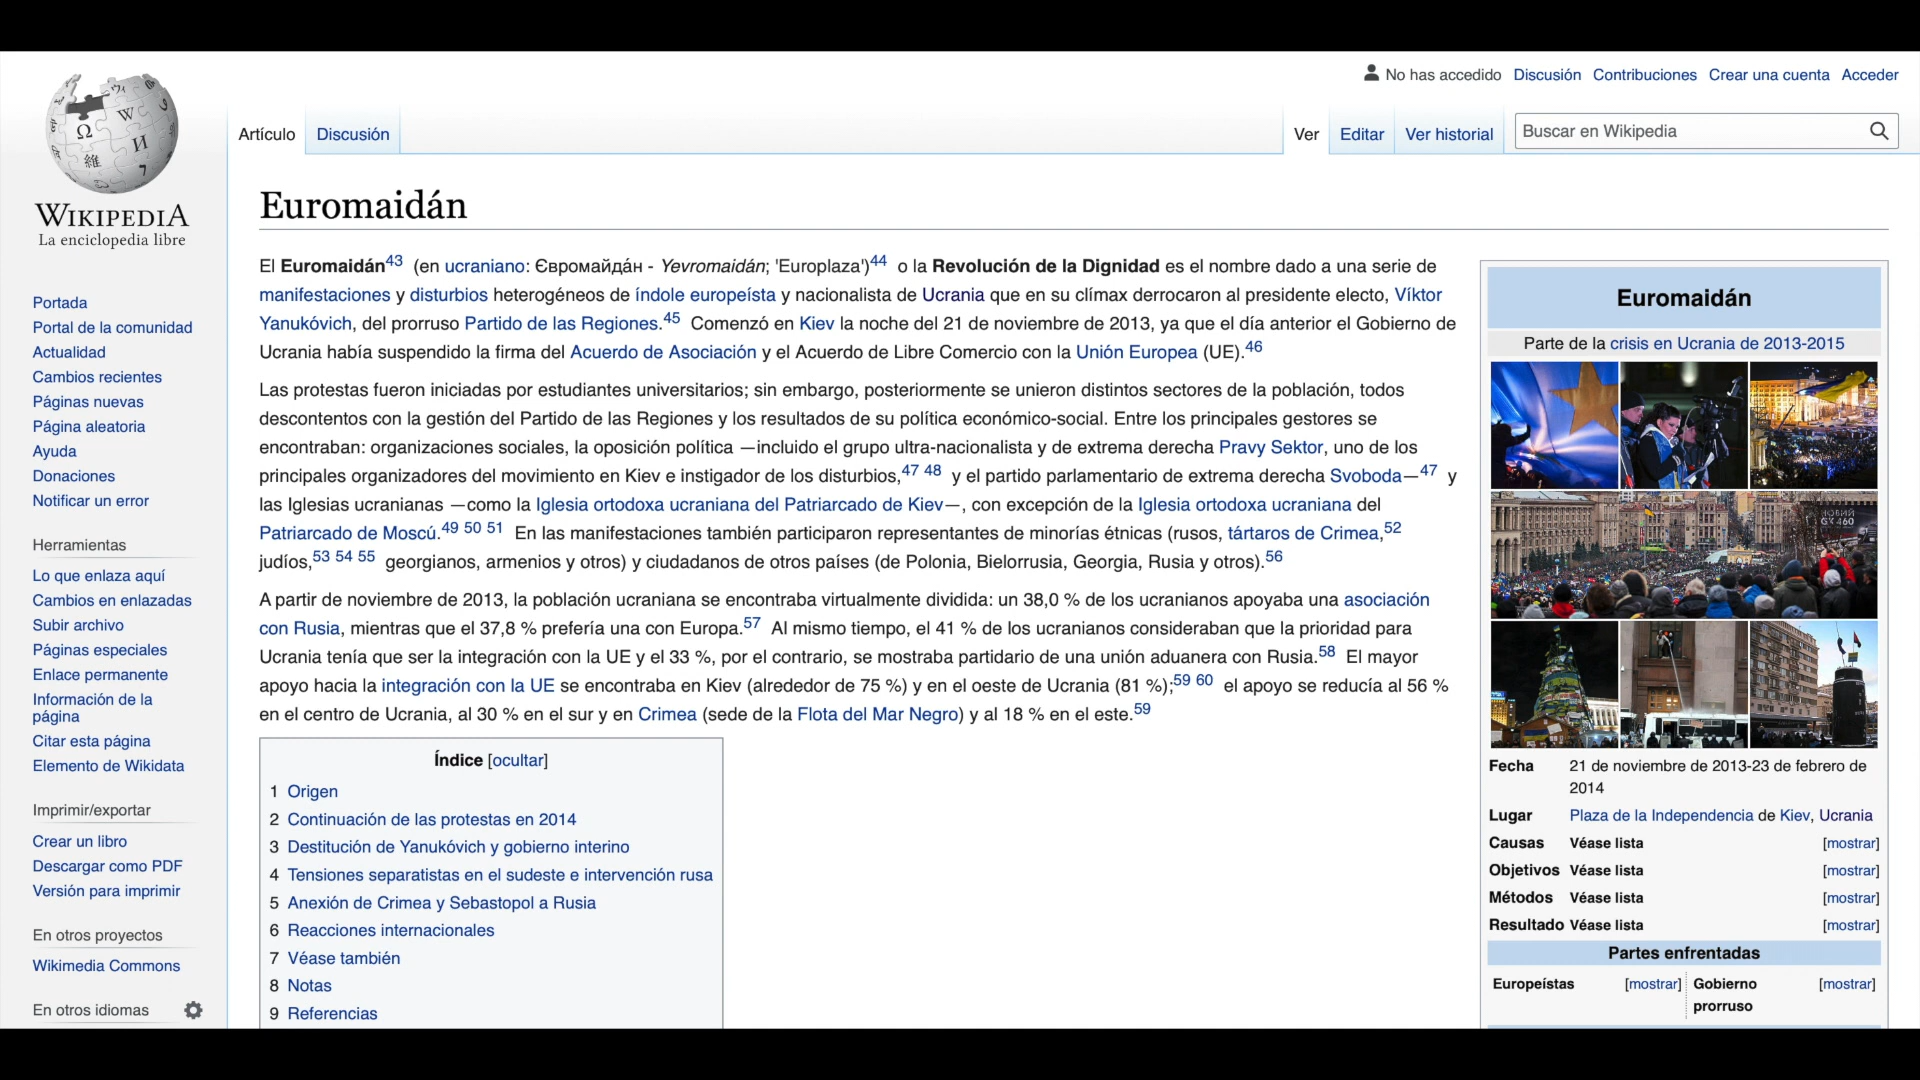 No has accedido Discusión Contribuciones Crear una cuenta Acceder
Artículo Discusión
Ver Editar Ver historial Buscar en Wikipedia
WIKIPEDIA
La enciclopedia libre
Portada
Portal de la comunidad
Actualidad
Cambios recientes
Páginas nuevas
Página aleatoria
Ayuda
Donaciones
Notificar un error
Herramientas
Lo que enlaza aquí
Cambios en enlazadas
Subir archivo
Páginas especiales
Enlace permanente
Información de la
página
Citar esta página
Elemento de Wikidata
Imprimir/exportar
Crear un libro
Descargar como PDF
Versión para imprimir
En otros proyectos
Wikimedia Commons
En otros idiomas
Euromaidán
El Euromaidán43 (en ucraniano: Євромайдáн - Yevromaidán; 'Europlaza')44 o la Revolución de la Dignidad es el nombre dado a una serie de
manifestaciones y disturbios heterogéneos de índole europeísta y nacionalista de Ucrania que en su clímax derrocaron al presidente electo, Víktor
Yanukóvich, del prorruso Partido de las Regiones.45 Comenzó en Kiev la noche del 21 de noviembre de 2013, ya que el día anterior el Gobierno de
Ucrania había suspendido la firma del Acuerdo de Asociación y el Acuerdo de Libre Comercio con la Unión Europea (UE).46
Las protestas fueron iniciadas por estudiantes universitarios; sin embargo, posteriormente se unieron distintos sectores de la población, todos
descontentos con la gestión del Partido de las Regiones y los resultados de su política económico-social. Entre los principales gestores se
encontraban: organizaciones sociales, la oposición política —incluido el grupo ultra-nacionalista y de extrema derecha Pravy Sektor, uno de los
principales organizadores del movimiento en Kiev e instigador de los disturbios,47 48 y el partido parlamentario de extrema derecha Svoboda—47 y
las Iglesias ucranianas —como la Iglesia ortodoxa ucraniana del Patriarcado de Kiev—, con excepción de la Iglesia ortodoxa ucraniana del
Patriarcado de Moscú.49 50 51 En las manifestaciones también participaron representantes de minorías étnicas (rusos, tártaros de Crimea,52
judíos,53 54 55 georgianos, armenios y otros) y ciudadanos de otros países (de Polonia, Bielorrusia, Georgia, Rusia y otros).56
A partir de noviembre de 2013, la población ucraniana se encontraba virtualmente dividida: un 38,0 % de los ucranianos apoyaba una asociación
con Rusia, mientras que el 37,8 % prefería una con Europa.57 Al mismo tiempo, el 41 % de los ucranianos consideraban que la prioridad para
Ucrania tenía que ser la integración con la UE y el 33 %, por el contrario, se mostraba partidario de una unión aduanera con Rusia.58 El mayor
apoyo hacia la integración con la UE se encontraba en Kiev (alrededor de 75 %) y en el oeste de Ucrania (81 %);59 60 el apoyo se reducía al 56 %
en el centro de Ucrania, al 30 % en el sur y en Crimea (sede de la Flota del Mar Negro) y al 18 % en el este.59
Índice [ocultar]
1 Origen
2 Continuación de las protestas en 2014
3 Destitución de Yanukóvich y gobierno interino
4 Tensiones separatistas en el sudeste e intervención rusa
5 Anexión de Crimea y Sebastopol a Rusia
6 Reacciones internacionales
7 Véase también
8 Notas
9 Referencias
Euromaidán
Parte de la crisis en Ucrania de 2013-2015
Fecha 21 de noviembre de 2013-23 de febrero de
2014
Lugar Plaza de la Independencia de Kiev, Ucrania
Causas Véase lista [mostrar]
Objetivos Véase lista [mostrar]
Métodos Véase lista [mostrar]
Resultado Véase lista [mostrar]
Partes enfrentadas
Europeístas [mostrar] Gobierno [mostrar]
prorruso